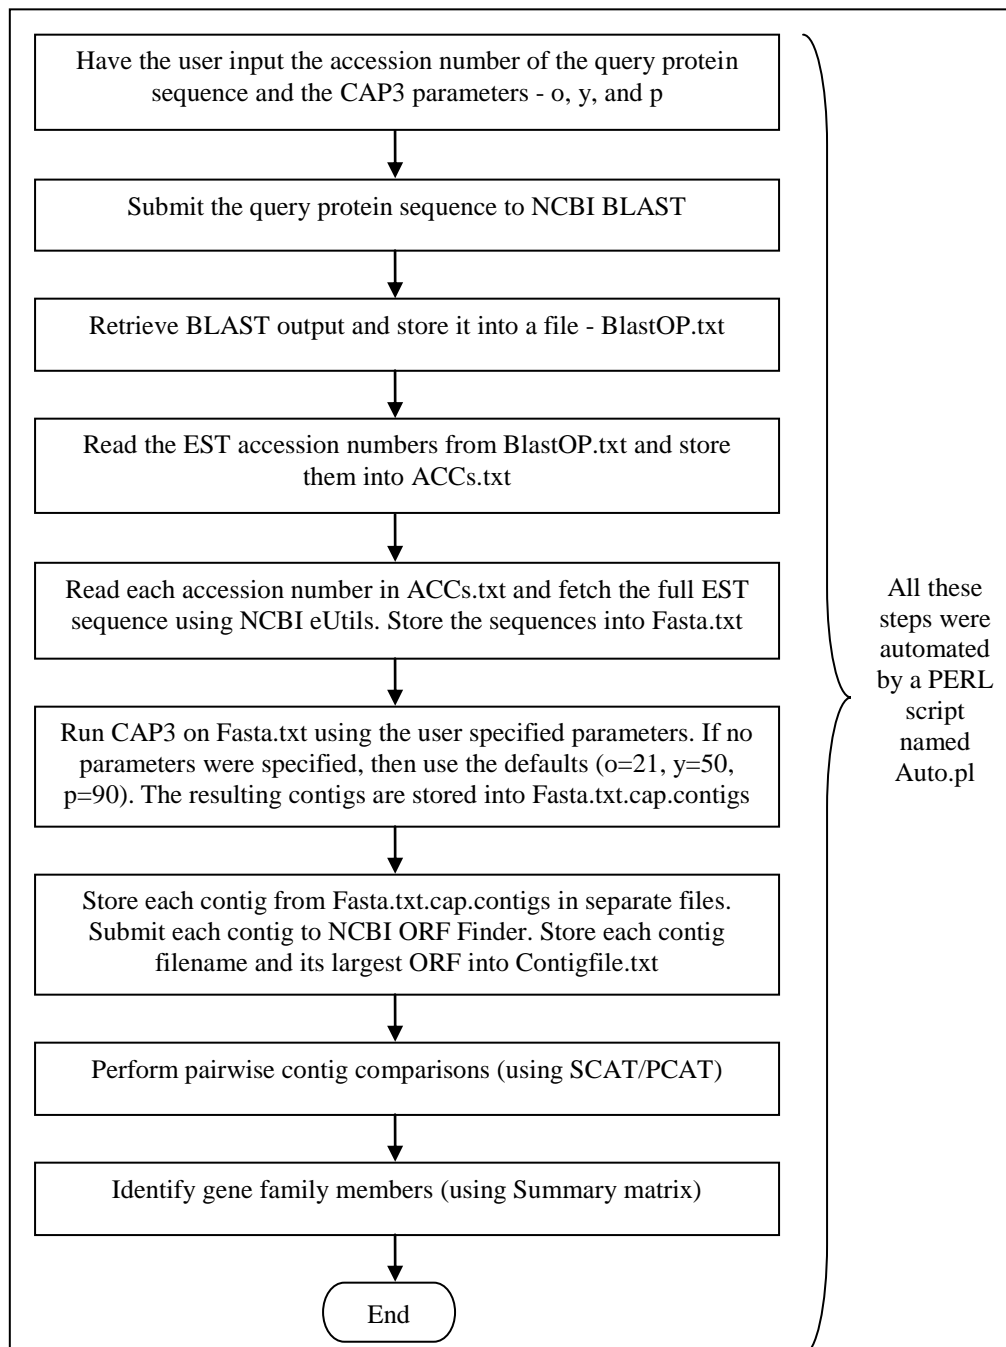 Have the user input the accession number of the query protein
sequence and the CAP3 parameters - o, y, and p
Submit the query protein sequence to NCBI BLAST
Retrieve BLAST output and store it into a file - BlastOP.txt
Read the EST accession numbers from BlastOP.txt and store
them into ACCs.txt
Read each accession number in ACCs.txt and fetch the full EST
sequence using NCBI eUtils. Store the sequences into Fasta.txt
Run CAP3 on Fasta.txt using the user specified parameters. If no
parameters were specified, then use the defaults (o=21, y=50,
p=90). The resulting contigs are stored into Fasta.txt.cap.contigs
Store each contig from Fasta.txt.cap.contigs in separate files.
Submit each contig to NCBI ORF Finder. Store each contig
filename and its largest ORF into Contigfile.txt
Perform pairwise contig comparisons (using SCAT/PCAT)
Identify gene family members (using Summary matrix)
End
All these
steps were
automated
by a PERL
script
named
Auto.pl